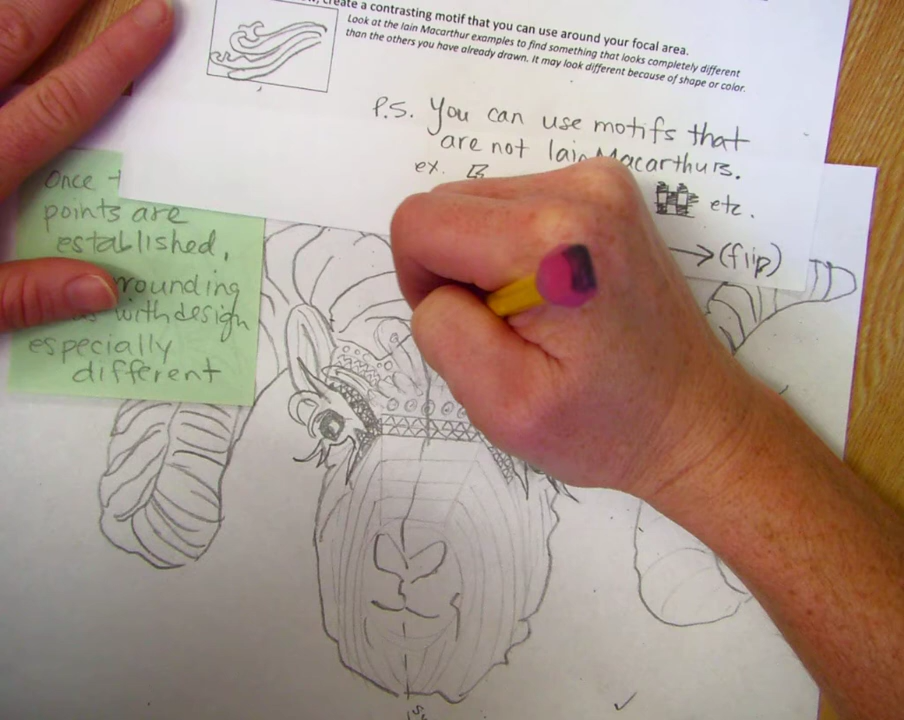 create a contrasting motif that you can use around your focal area.
Look at the Iain Macarthur examples to find something that looks completely different
than the others you have already drawn. It may look different because of shape or color.
P.S. You can use motifs that
are not Iain Macarthurs.
ex.
etc.
→(flip)
Once
points are
established,
rounding
with design
especially
different